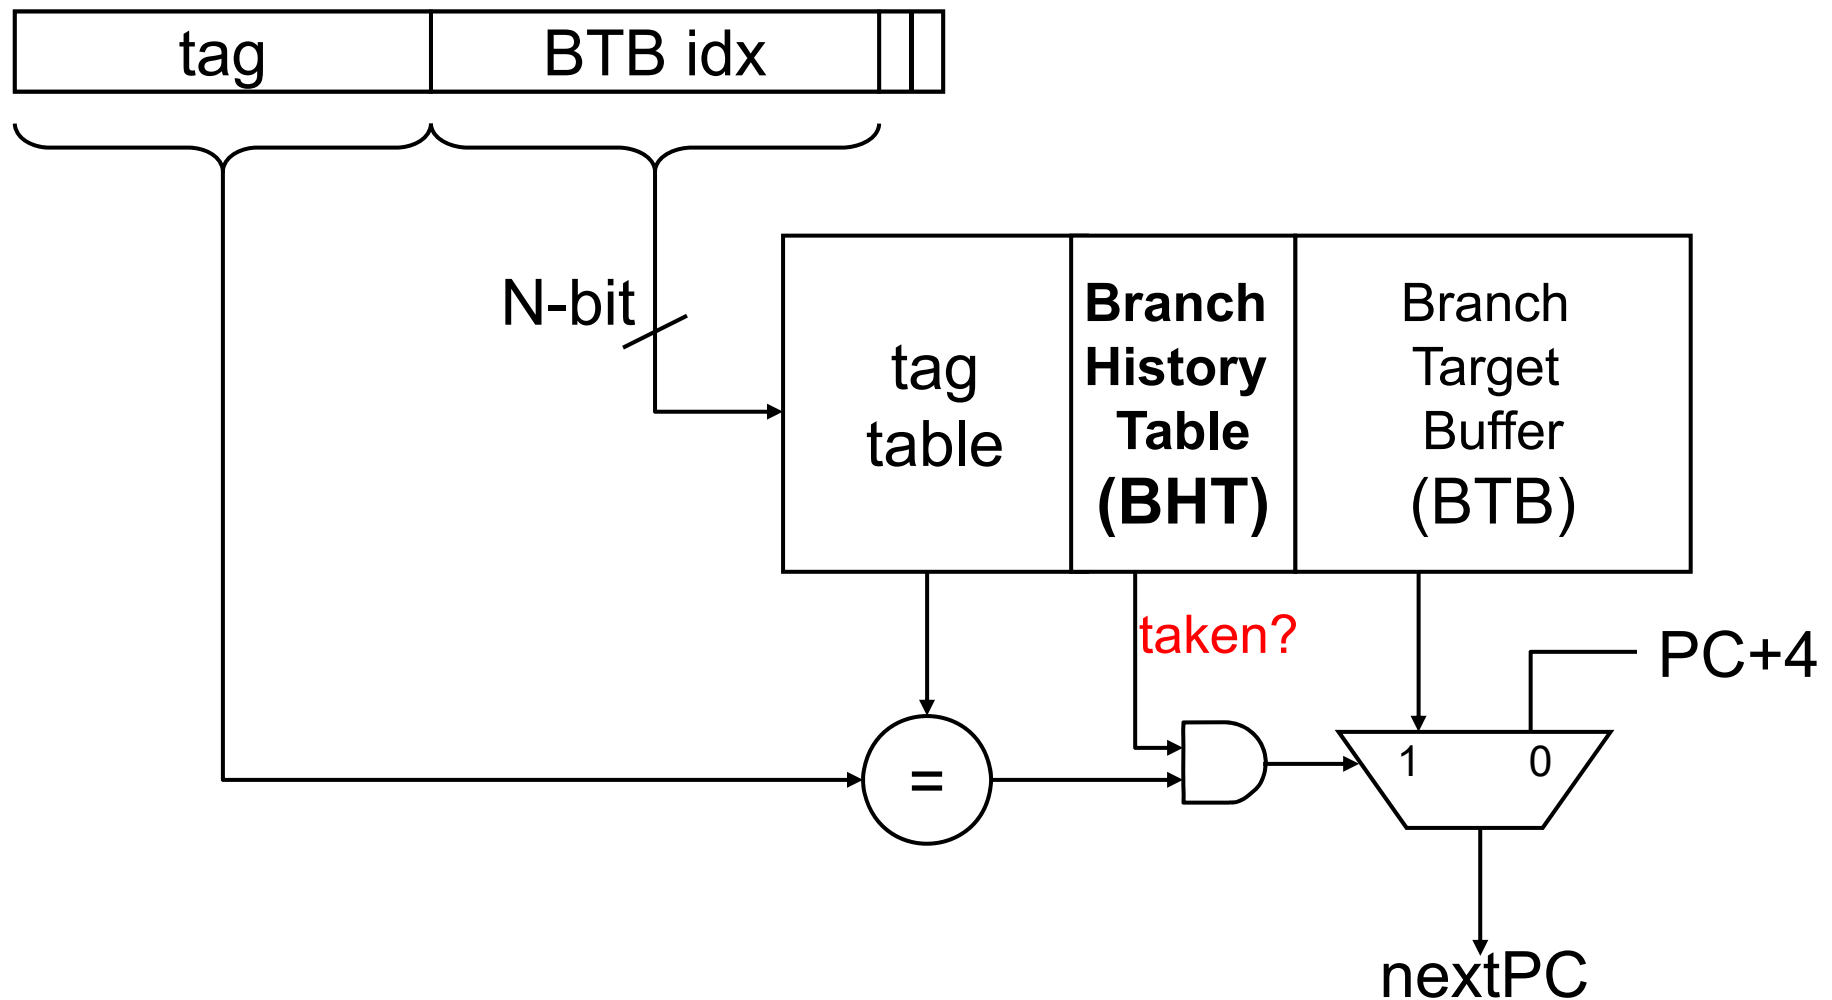 tag
BTB idx
N-bit
tag
table
Branch
History
Table
(BHT)
Branch
Target
Buffer
(BTB)
taken?
PC+4
=
1
0
nextPC